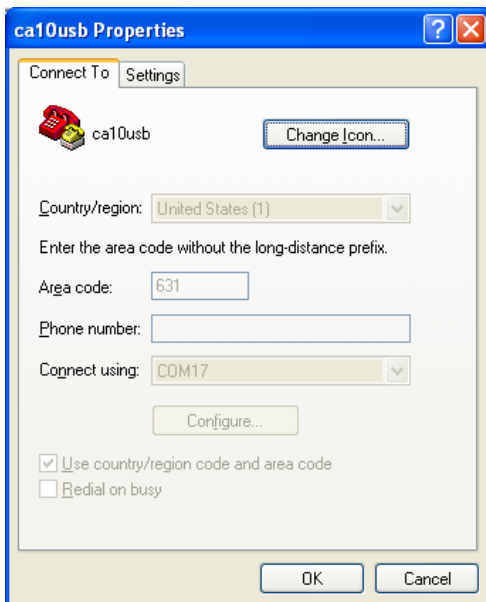 ca10usb Properties
Connect To Settings
ca10usb Change Icon...
Country/region: United States (1)
Enter the area code without the long-distance prefix.
Area code: 631
Phone number:
Connect using: COM17
Configure...
Use country/region code and area code
Redial on busy
OK Cancel